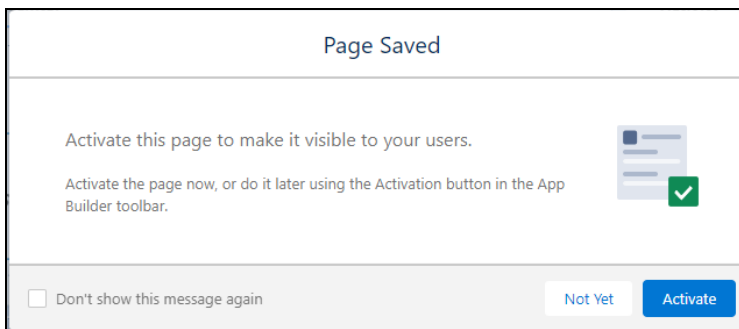 Page Saved
Activate this page to make it visible to your users.
Activate the page now, or do it later using the Activation button in the App
Builder toolbar.
Don't show this message again
Not Yet
Activate